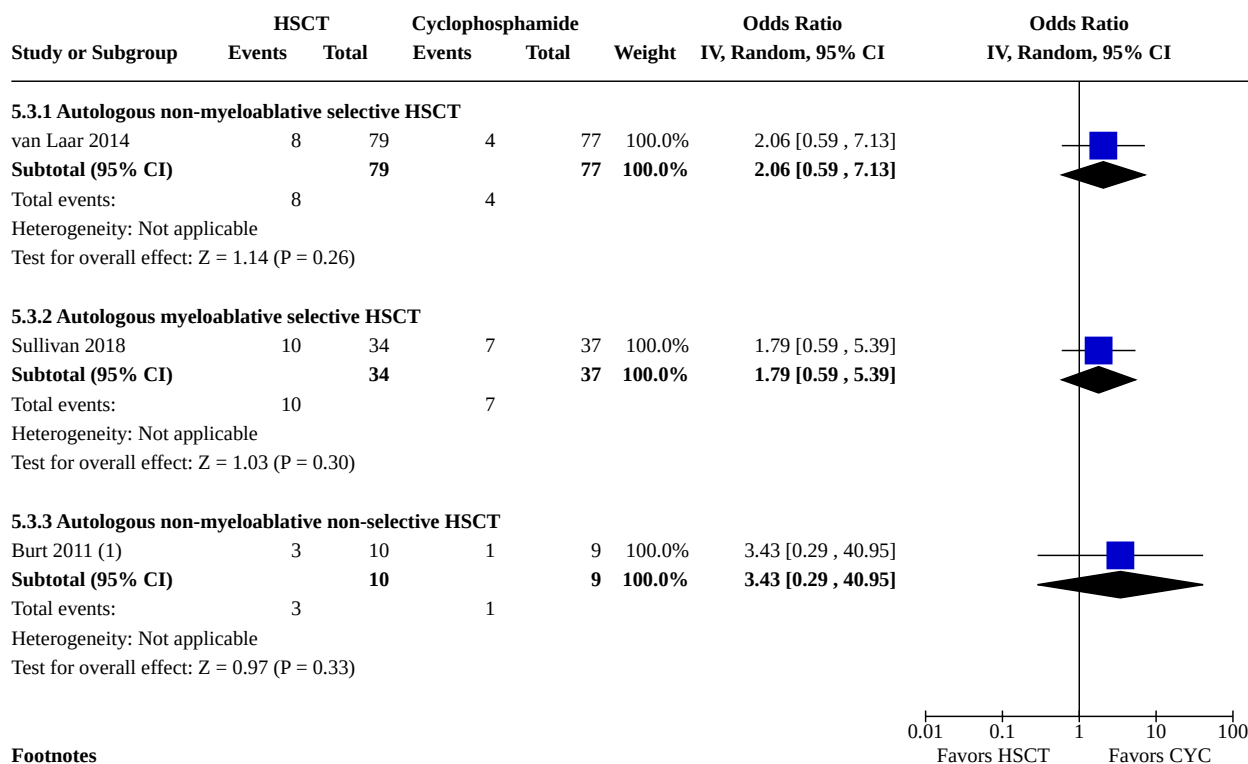 HSCT Cyclophosphamide Odds Ratio Odds Ratio
Study or Subgroup Events Total Events Total Weight IV, Random, 95% CI IV, Random, 95% CI
5.3.1 Autologous non-myeloablative selective HSCT
van Laar 2014 8 79 4 77 100.0% 2.06 [0.59 , 7.13]
Subtotal (95% CI) 79 77 100.0% 2.06 [0.59 , 7.13]
Total events: 8 4
Heterogeneity: Not applicable
Test for overall effect: Z = 1.14 (P = 0.26)
5.3.2 Autologous myeloablative selective HSCT
Sullivan 2018 10 34 7 37 100.0% 1.79 [0.59 , 5.39]
Subtotal (95% CI) 34 37 100.0% 1.79 [0.59 , 5.39]
Total events: 10 7
Heterogeneity: Not applicable
Test for overall effect: Z = 1.03 (P = 0.30)
5.3.3 Autologous non-myeloablative non-selective HSCT
Burt 2011 (1) 3 10 1 9 100.0% 3.43 [0.29 , 40.95]
Subtotal (95% CI) 10 9 100.0% 3.43 [0.29 , 40.95]
Total events: 3 1
Heterogeneity: Not applicable
Test for overall effect: Z = 0.97 (P = 0.33)
0.01 0.1 1 10 100
Footnotes Favors HSCT Favors CYC